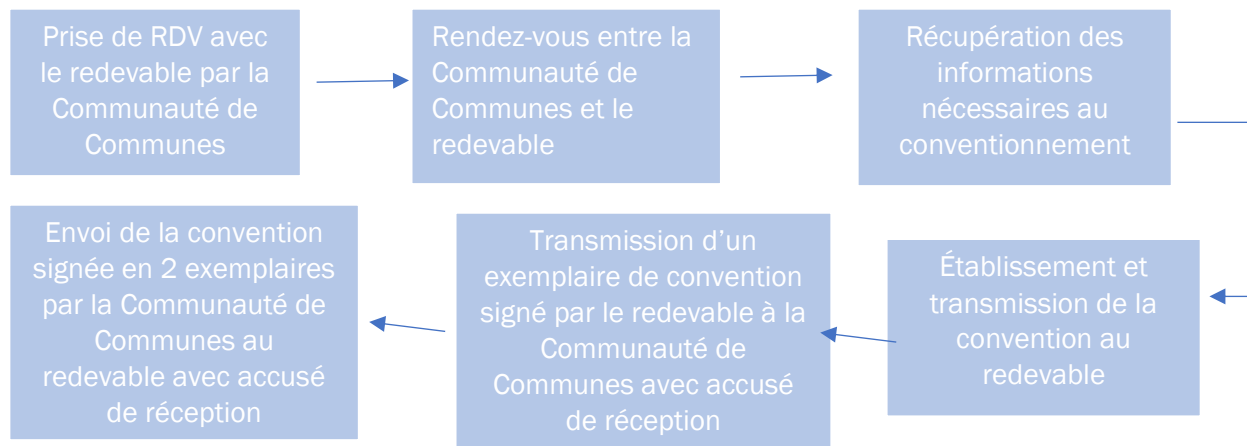 Prise de RDV avec
le redevable par la
Communauté de
Communes
Rendez-vous entre la
Communauté de
Communes et le
redevable
Récupération des
informations
nécessaires au
conventionnement
Établissement et
transmission de la
convention au
redevable
Transmission d’un
exemplaire de convention
signé par le redevable à la
Communauté de
Communes avec accusé
de réception
Envoi de la convention
signée en 2 exemplaires
par la Communauté de
Communes au
redevable avec accusé
de réception